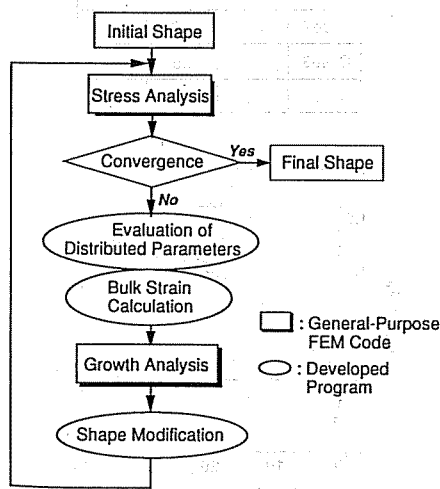 Initial Shape
Stress Analysis
Convergence
Yes
Final Shape
No
Evaluation of
Distributed Parameters
Bulk Strain
Calculation
: General-Purpose
FEM Code
Growth Analysis
: Developed
Program
Shape Modification